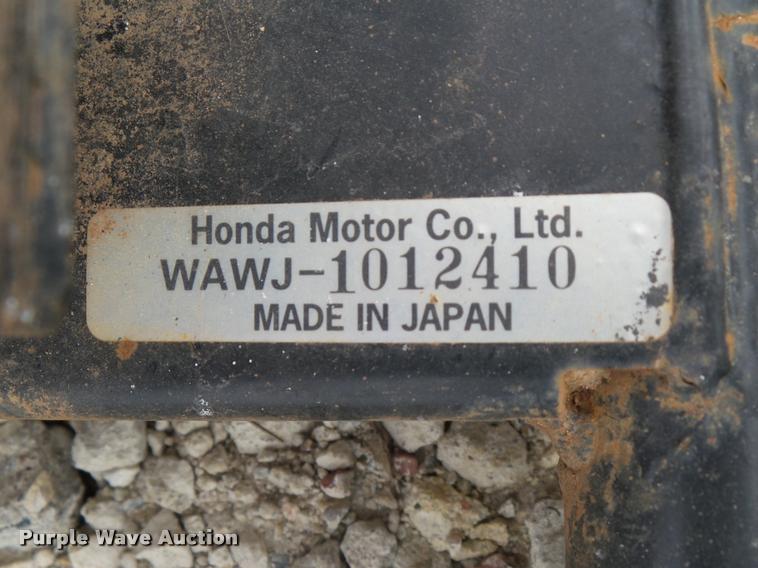 Honda Motor Co., Ltd.
WAWJ-1012410
MADE IN JAPAN
Purple Wave Auction